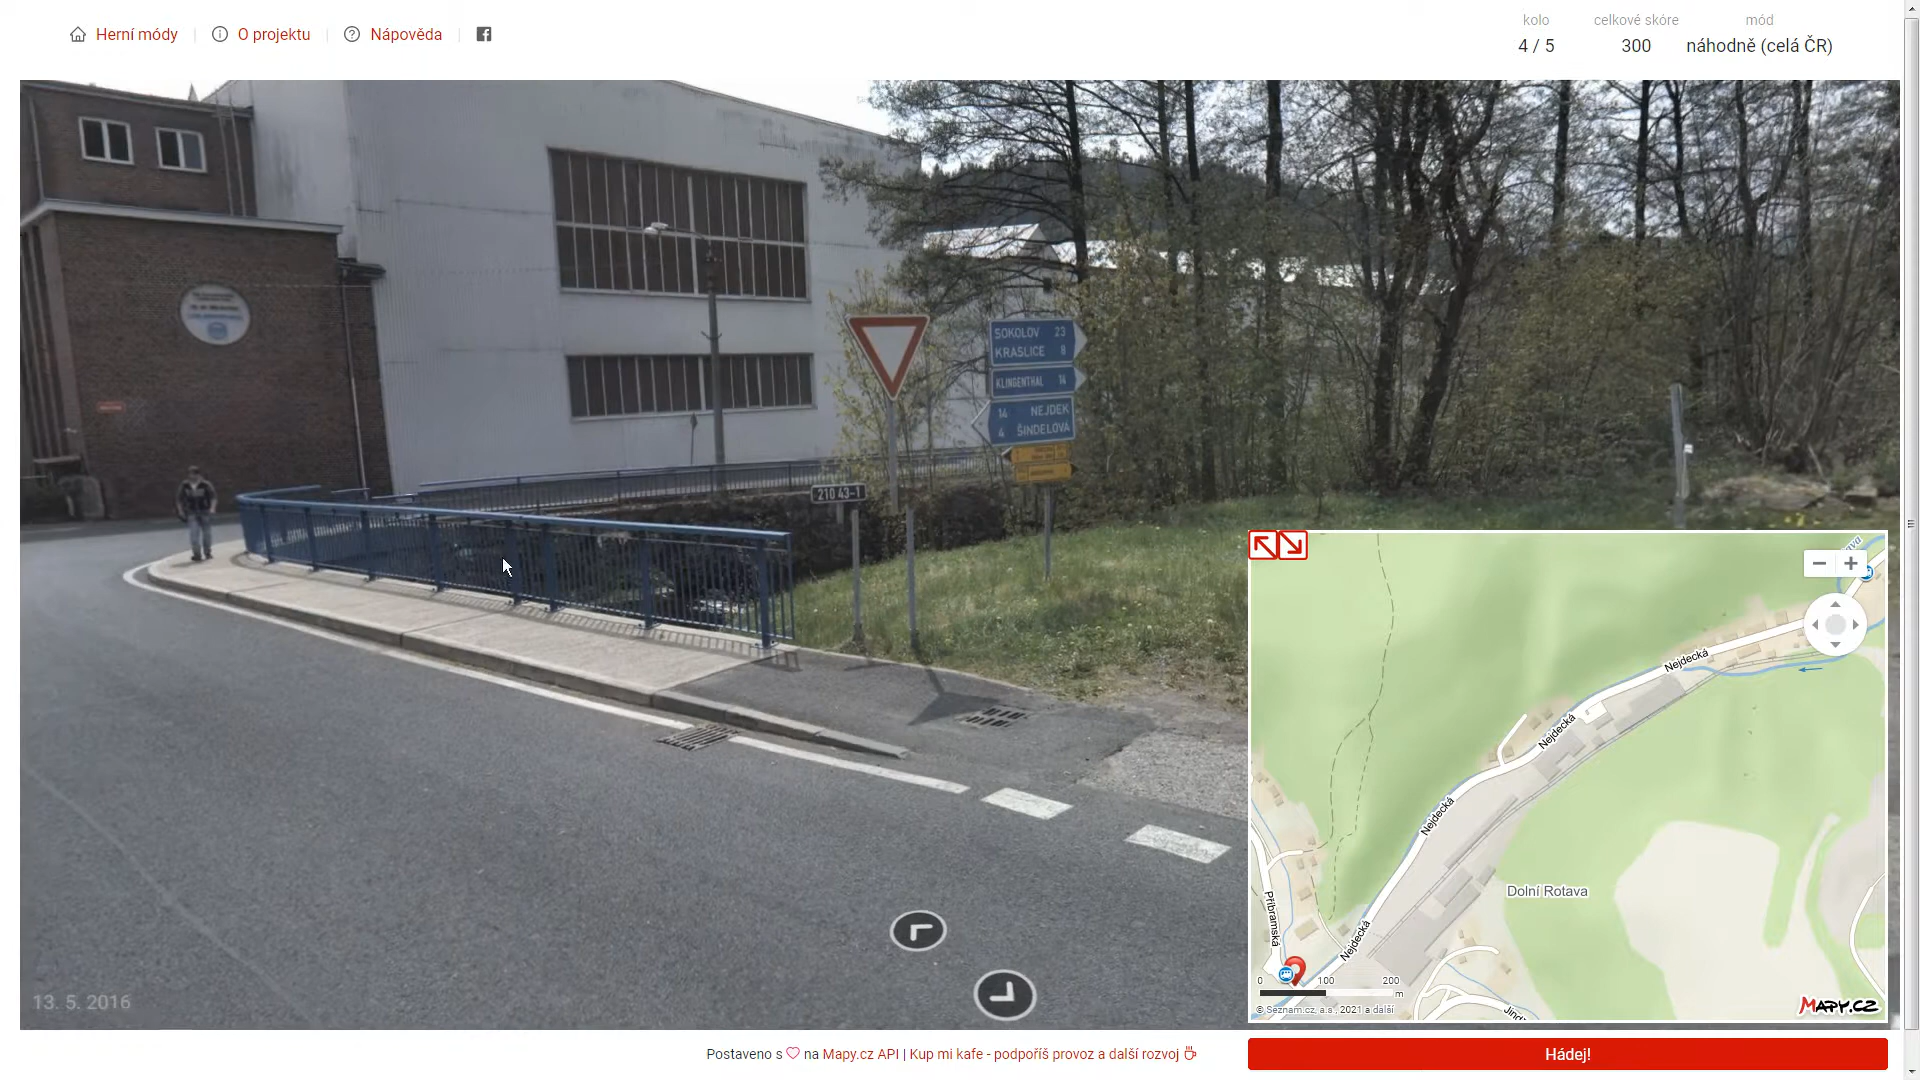 Herní módy
O projektu
Nápověda
kolo
4 / 5
celkové skóre
300
mód
náhodně (celá ČR)
SOKOLOV 23
KRASLICE 8
KLINGENTHAL 14
14 NEJDEK
4 ŠINDELOVÁ
210 43-1
13. 5. 2016
Nejdecká
Nejdecká
Nejdecká
Nejdecká
Dolní Rotava
Příbramská
0 100 200
m
© Seznam.cz, a.s., 2021 a další
MAPY.CZ
Postaveno s na Mapy.cz API | Kup mi kafe - podpoříš provoz a další rozvoj
Hádej!